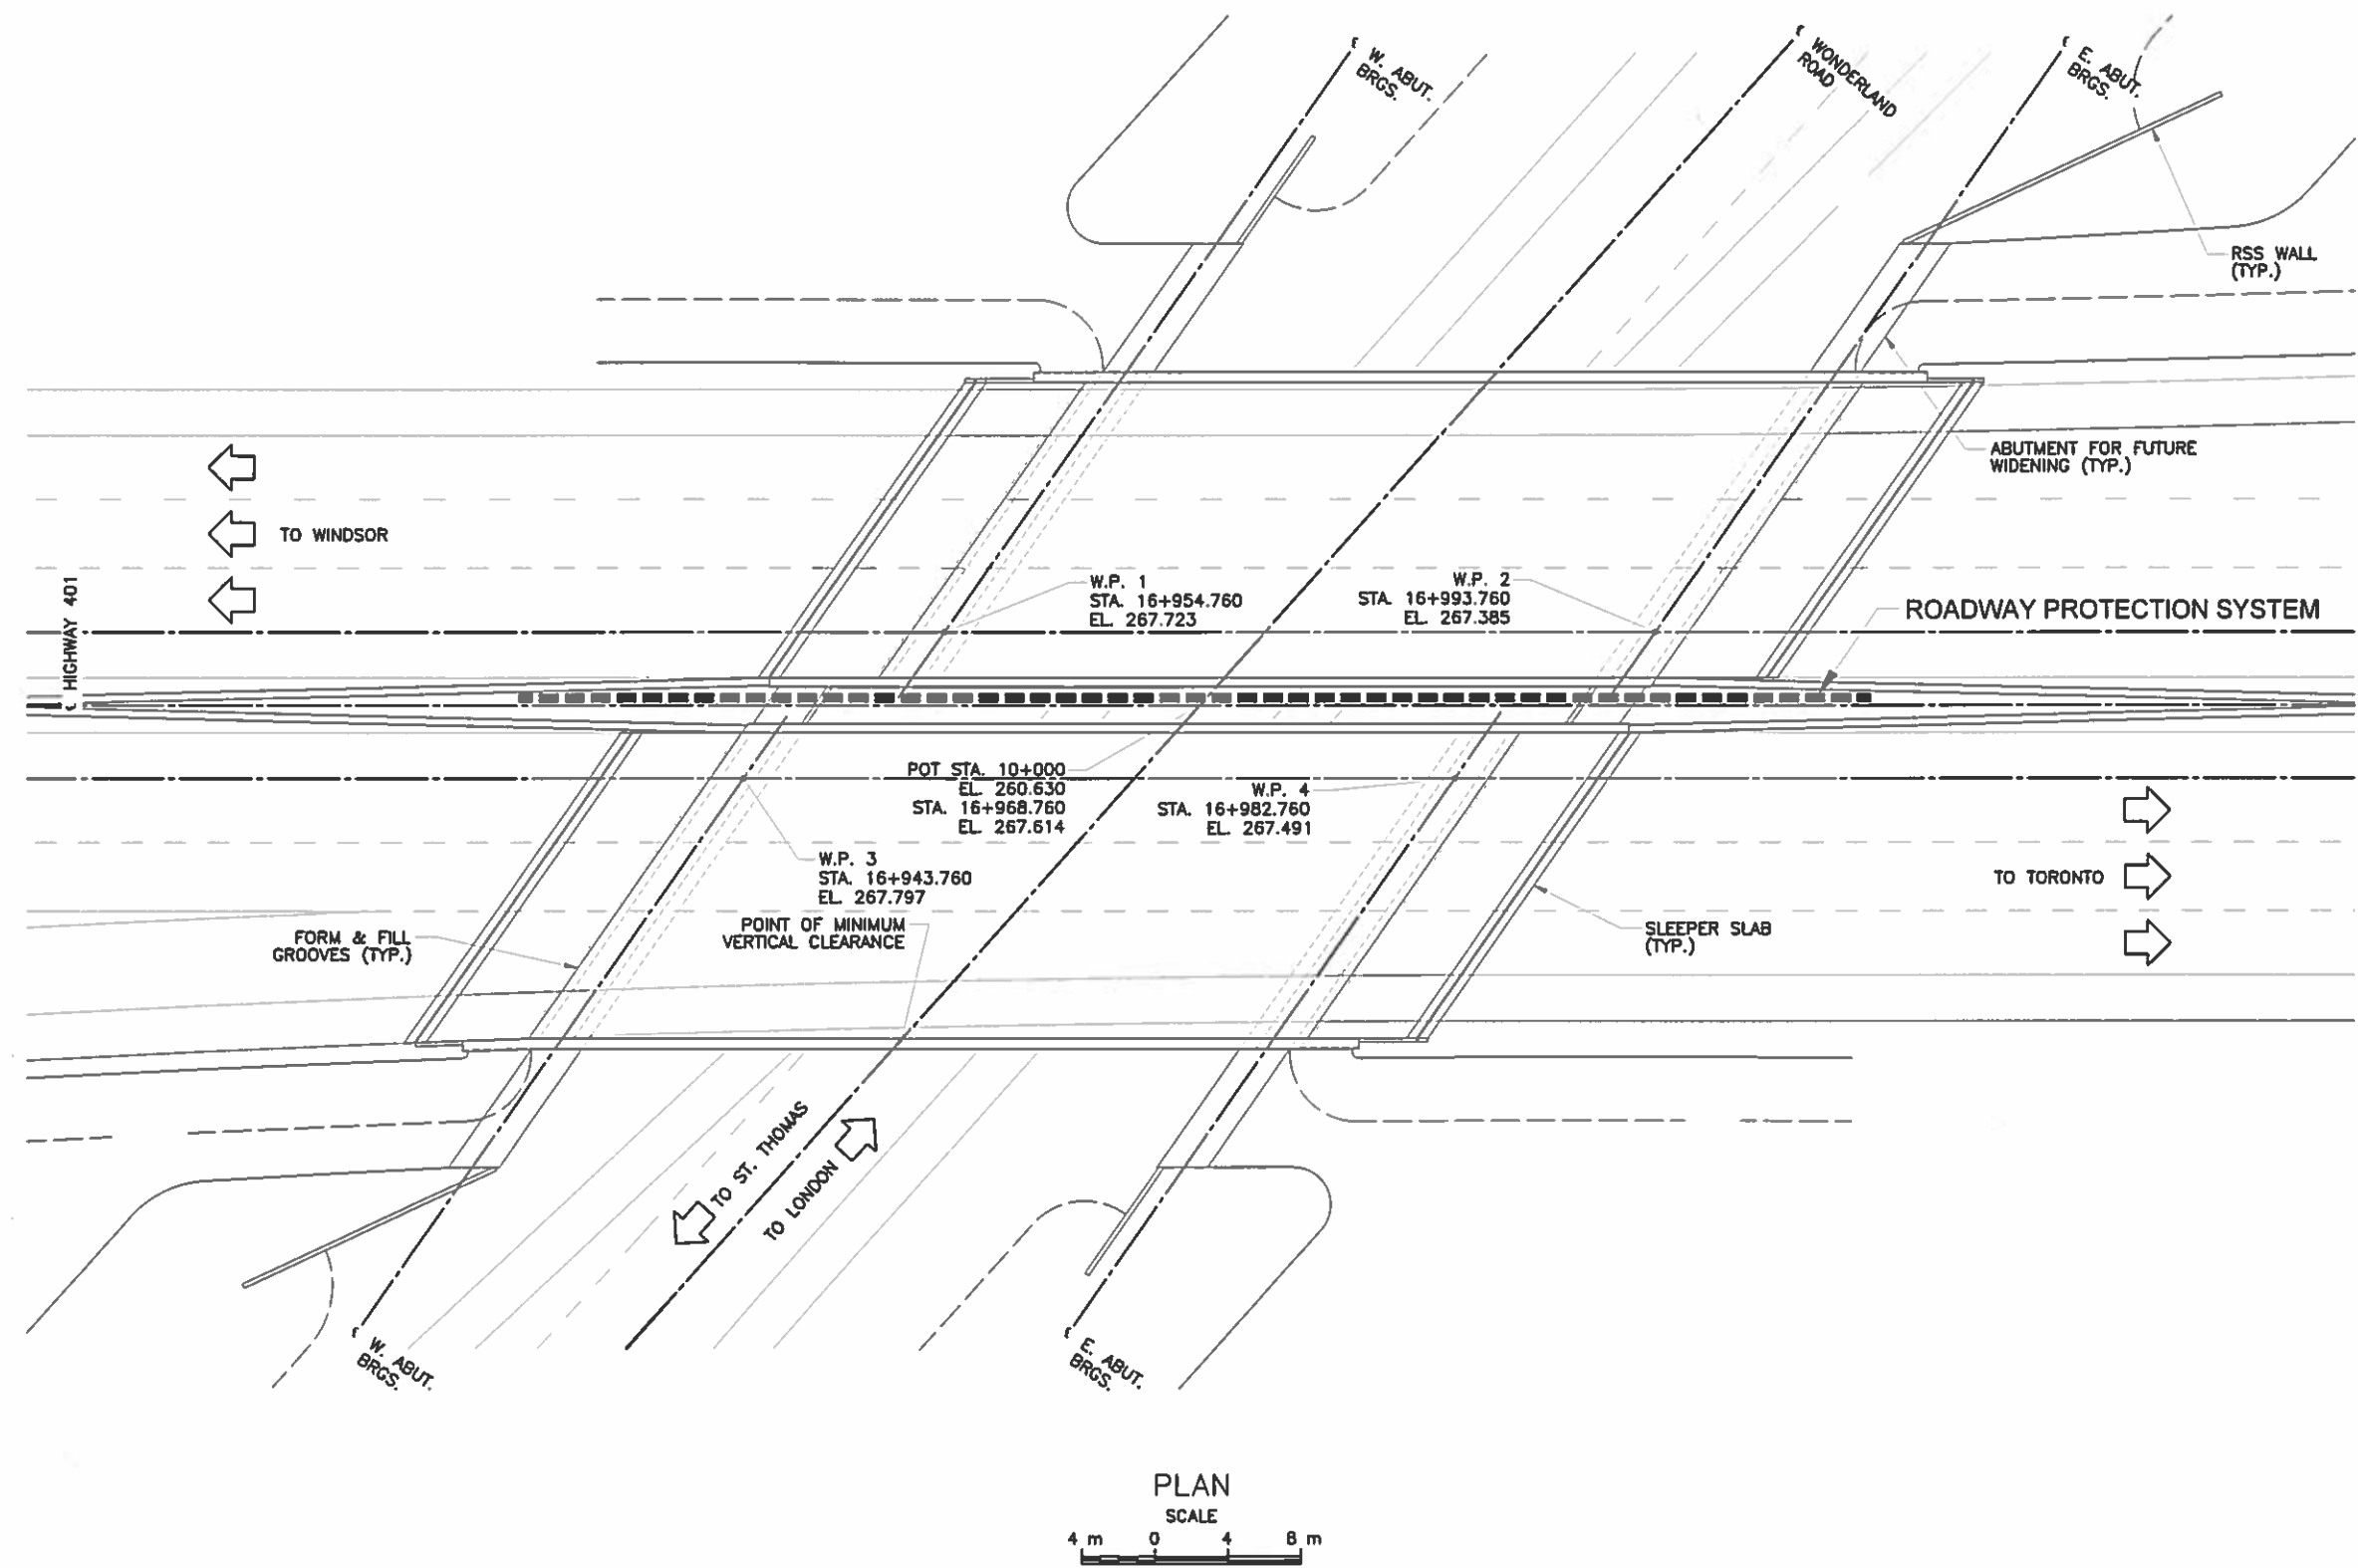 W. ABUT.
BRGS.
WONDERLAND
ROAD
E. ABUT.
BRGS.
RSS WALL
(TYP.)
ABUTMENT FOR FUTURE
WIDENING (TYP.)
TO WINDSOR
HIGHWAY 401
W.P. 1
STA. 16+954.760
EL. 267.723
W.P. 2
STA. 16+993.760
EL. 267.385
ROADWAY PROTECTION SYSTEM
POT STA. 10+000
EL. 260.630
STA. 16+968.760
EL. 267.614
W.P. 4
STA. 16+982.760
EL. 267.491
W.P. 3
STA. 16+943.760
EL. 267.797
TO TORONTO
POINT OF MINIMUM
VERTICAL CLEARANCE
FORM & FILL
GROOVES (TYP.)
SLEEPER SLAB
(TYP.)
TO ST. THOMAS
TO LONDON
W. ABUT.
BRGS.
E. ABUT.
BRGS.
PLAN
SCALE
4 m 0 4 8 m